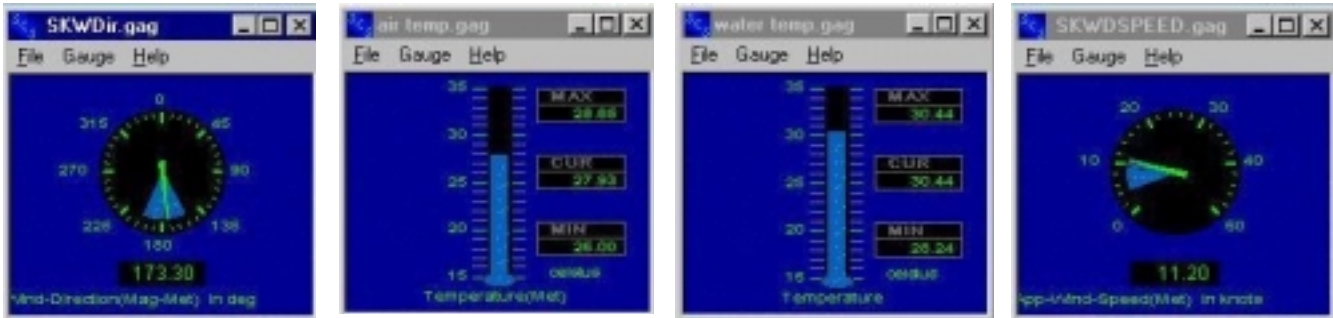 SKWDir.gag
File Gauge Help
0
315 45
270 90
225 135
180
173.30
Wind-Direction(Mag-Met) in deg
air temp.gag
File Gauge Help
35
MAX
28.65
30
CUR
27.93
25
20
MIN
26.00
15
celsius
Temperature(Met)
water temp.gag
File Gauge Help
35
MAX
30.44
30
CUR
30.44
25
20
MIN
15
celsius
Temperature
SKWDSPEED.gag
File Gauge Help
20 30
10 40
0
11.20
App-Wind-Speed(Met) in knots